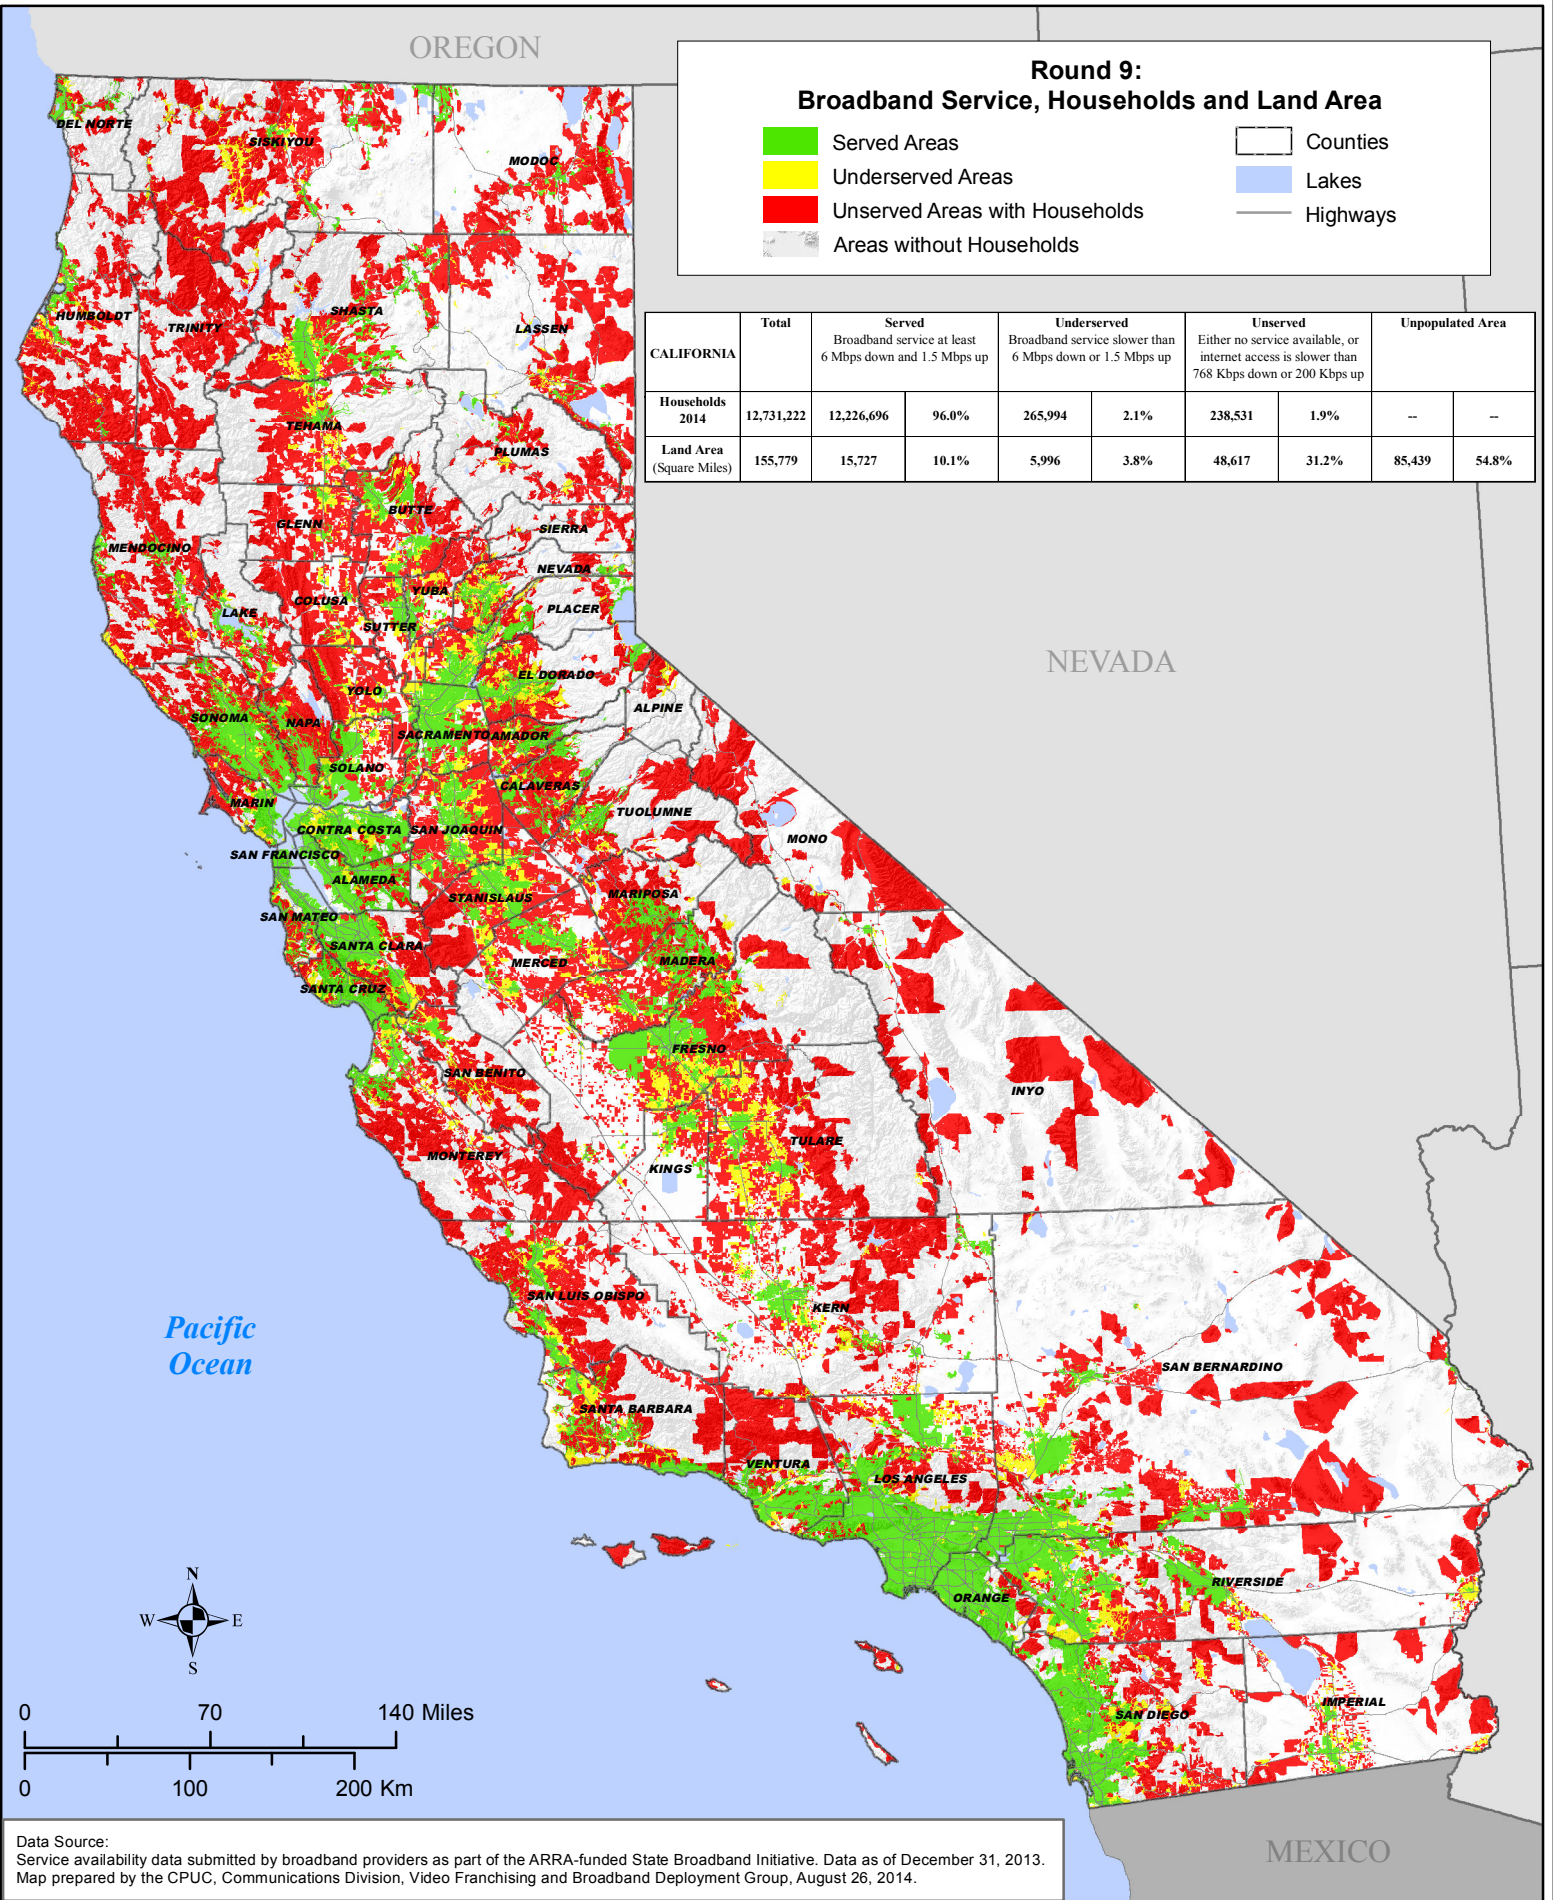 OREGON
Round 9:
Broadband Service, Households and Land Area
Served Areas
Underserved Areas
Unserved Areas with Households
Areas without Households
Counties
Lakes
Highways
CALIFORNIA
Total
Served
Broadband service at least
6 Mbps down and 1.5 Mbps up
Underserved
Broadband service slower than
6 Mbps down or 1.5 Mbps up
Unserved
Either no service available, or
internet access is slower than
768 Kbps down or 200 Kbps up
Unpopulated Area
Households
2014
12,731,222 12,226,696 96.0% 265,994 2.1% 238,531 1.9% -- --
Land Area
(Square Miles)
155,779 15,727 10.1% 5,996 3.8% 48,617 31.2% 85,439 54.8%
DEL NORTE
SISKIYOU
MODOC
HUMBOLDT
TRINITY
SHASTA
LASSEN
TEHAMA
PLUMAS
BUTTE
GLENN
SIERRA
MENDOCINO
NEVADA
COLUSA
YUBA
PLACER
LAKE
SUTTER
NEVADA
EL DORADO
YOLO
ALPINE
SONOMA
NAPA
SACRAMENTO
AMADOR
SOLANO
CALAVERAS
MARIN
TUOLUMNE
CONTRA COSTA
SAN JOAQUIN
MONO
SAN FRANCISCO
ALAMEDA
STANISLAUS
MARIPOSA
SAN MATEO
SANTA CLARA
MERCED
MADERA
SANTA CRUZ
FRESNO
SAN BENITO
INYO
MONTEREY
TULARE
KINGS
SAN LUIS OBISPO
KERN
Pacific
Ocean
SAN BERNARDINO
SANTA BARBARA
VENTURA
LOS ANGELES
ORANGE
RIVERSIDE
SAN DIEGO
IMPERIAL
N
W
E
S
0 70 140 Miles
0 100 200 Km
MEXICO
Data Source:
Service availability data submitted by broadband providers as part of the ARRA-funded State Broadband Initiative. Data as of December 31, 2013.
Map prepared by the CPUC, Communications Division, Video Franchising and Broadband Deployment Group, August 26, 2014.